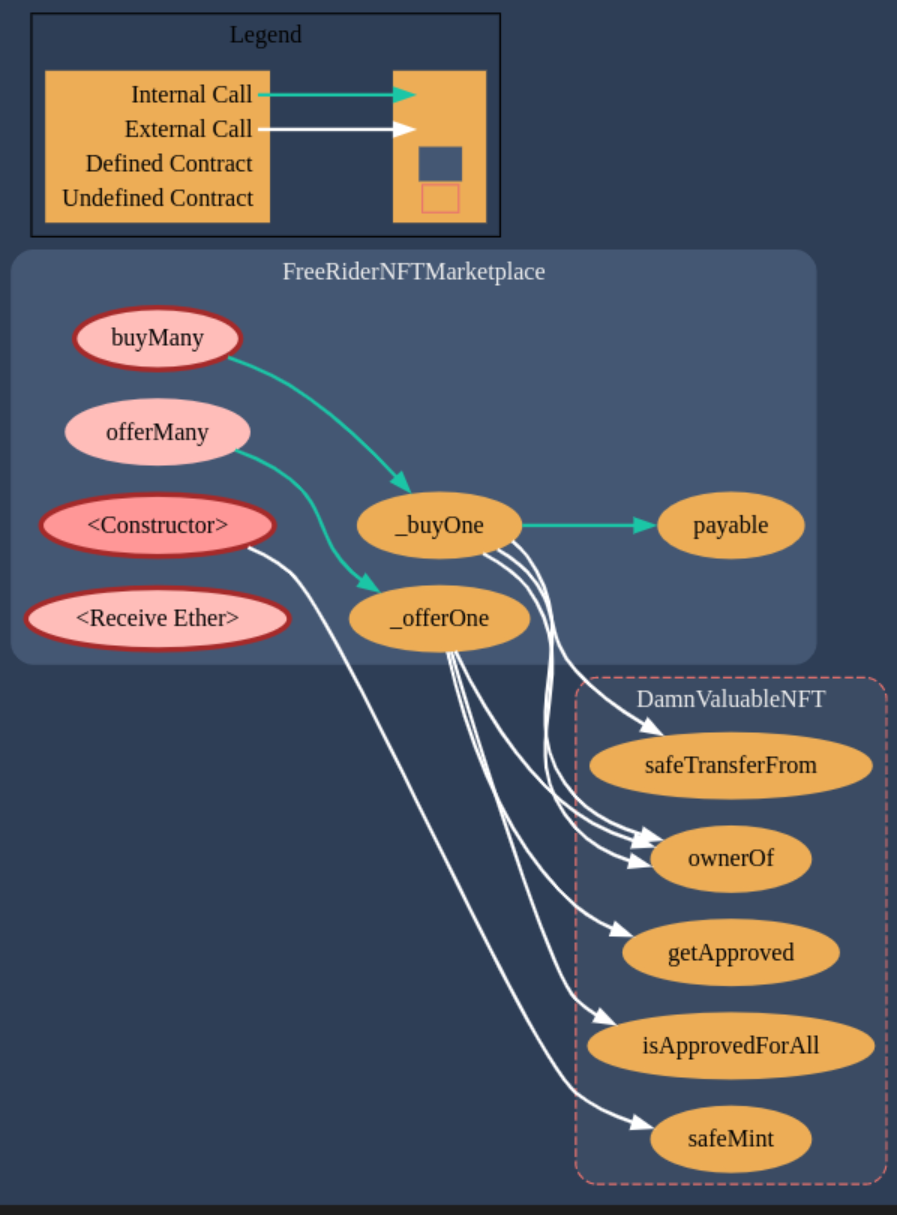 Legend
Internal Call
External Call
Defined Contract
Undefined Contract
FreeRiderNFTMarketplace
buyMany
offerMany
<Constructor>
_buyOne
payable
<Receive Ether>
_offerOne
DamnValuableNFT
safeTransferFrom
ownerOf
getApproved
isApprovedForAll
safeMint